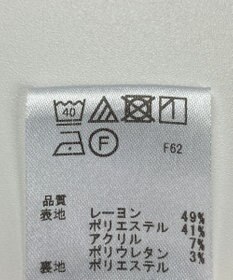 40
F
F62
品質
表地 レーヨン 49%
ポリエステル 41%
アクリル 7%
ポリウレタン 3%
裏地 ポリエステル